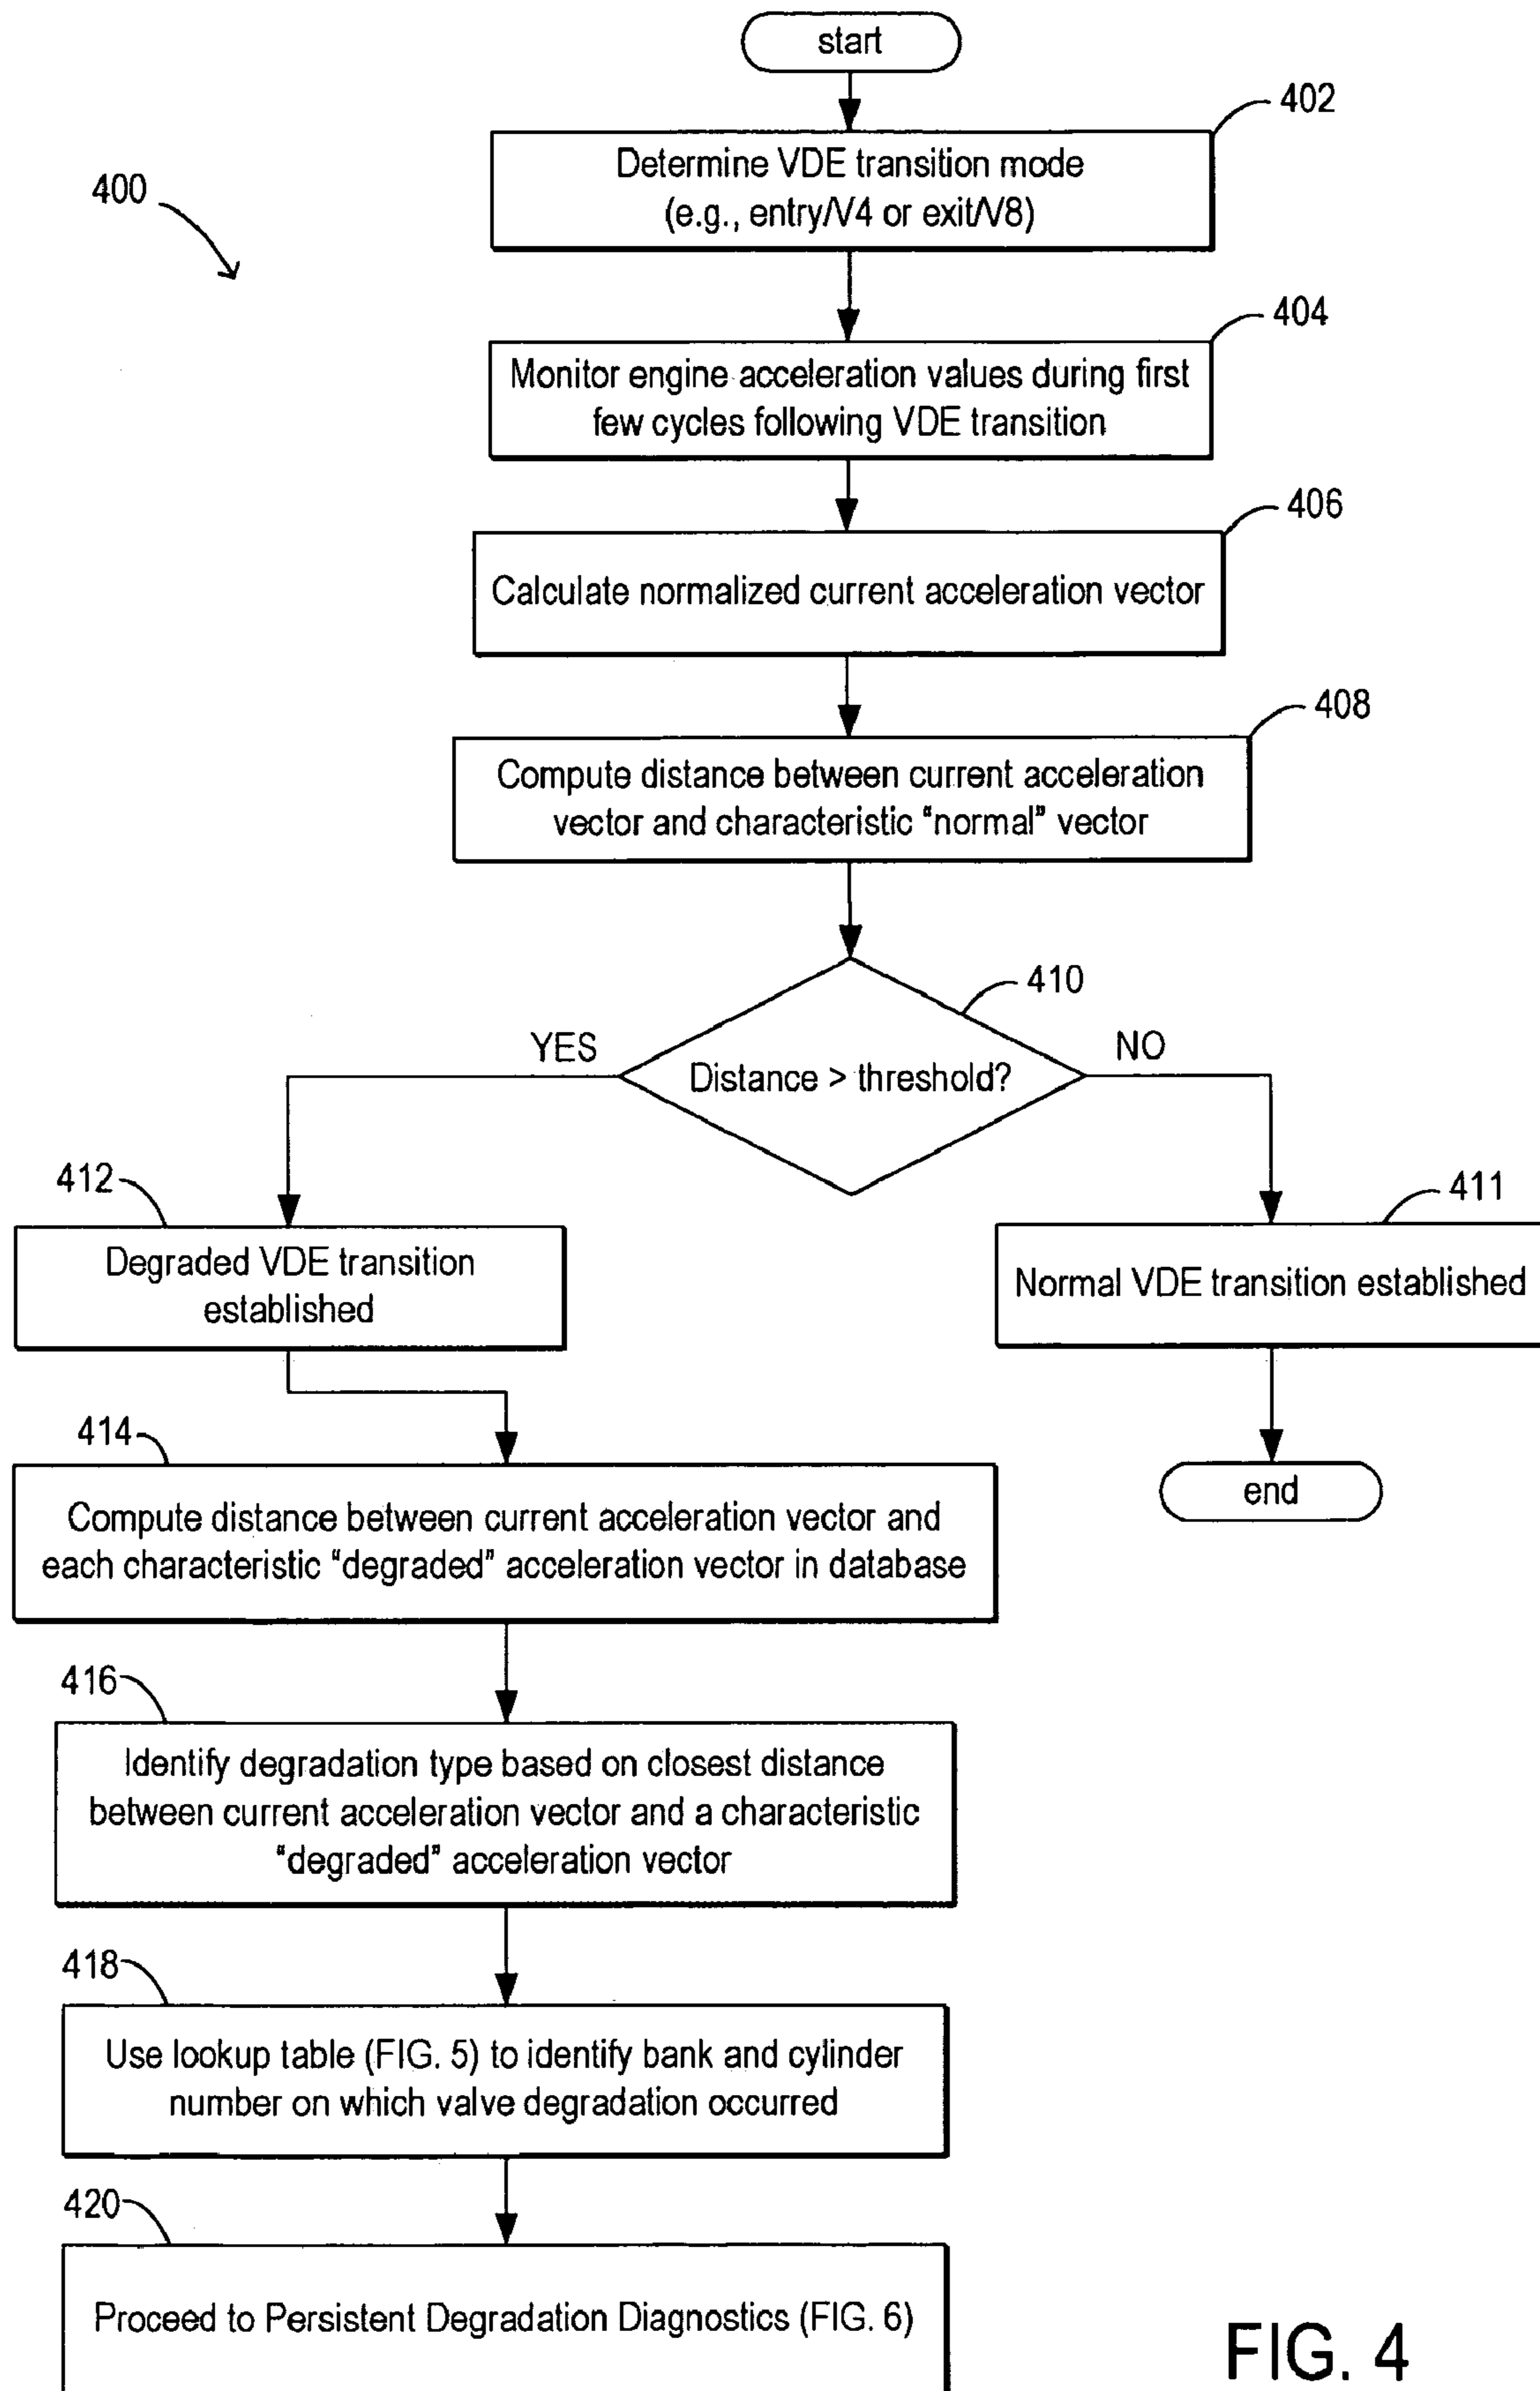 start
402
Determine VDE transition mode
(e.g., entry/V4 or exit/V8)
400
404
Monitor engine acceleration values during first
few cycles following VDE transition
406
Calculate normalized current acceleration vector
408
Compute distance between current acceleration
vector and characteristic "normal" vector
410
YES
Distance > threshold?
NO
412
Degraded VDE transition
established
411
Normal VDE transition established
end
414
Compute distance between current acceleration vector and
each characteristic "degraded" acceleration vector in database
416
Identify degradation type based on closest distance
between current acceleration vector and a characteristic
"degraded" acceleration vector
418
Use lookup table (FIG. 5) to identify bank and cylinder
number on which valve degradation occurred
420
Proceed to Persistent Degradation Diagnostics (FIG. 6)
FIG. 4